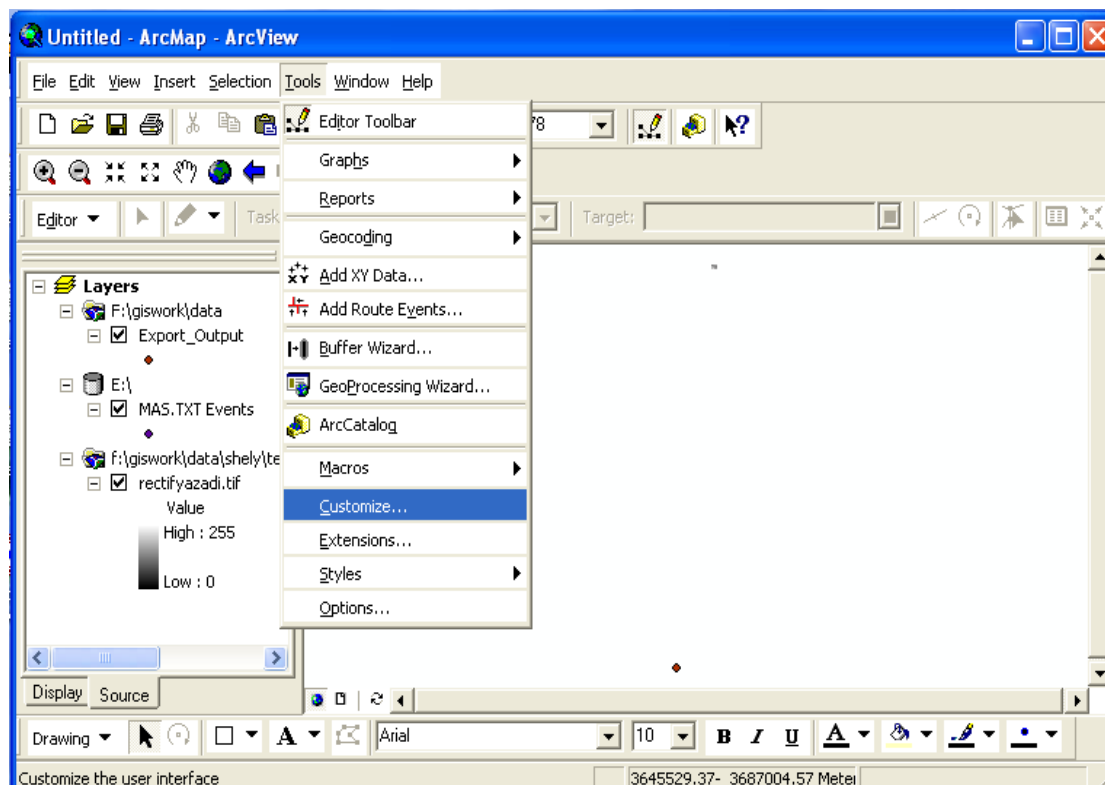 Untitled - ArcMap - ArcView
File Edit View Insert Selection Tools Window Help
78
Editor Task Target:
Editor Toolbar
Graphs
Reports
Geocoding
Add XY Data...
Add Route Events...
Buffer Wizard...
GeoProcessing Wizard...
ArcCatalog
Macros
Customize...
Extensions...
Styles
Options...
Layers
F:\giswork\data
Export_Output
E:\
MAS.TXT Events
f:\giswork\data\shely\te
rectifyazadi.tif
Value
High : 255
Low : 0
Display Source
Drawing A Arial 10 B I U A
Customize the user interface 3645529.37- 3687004.57 Meter